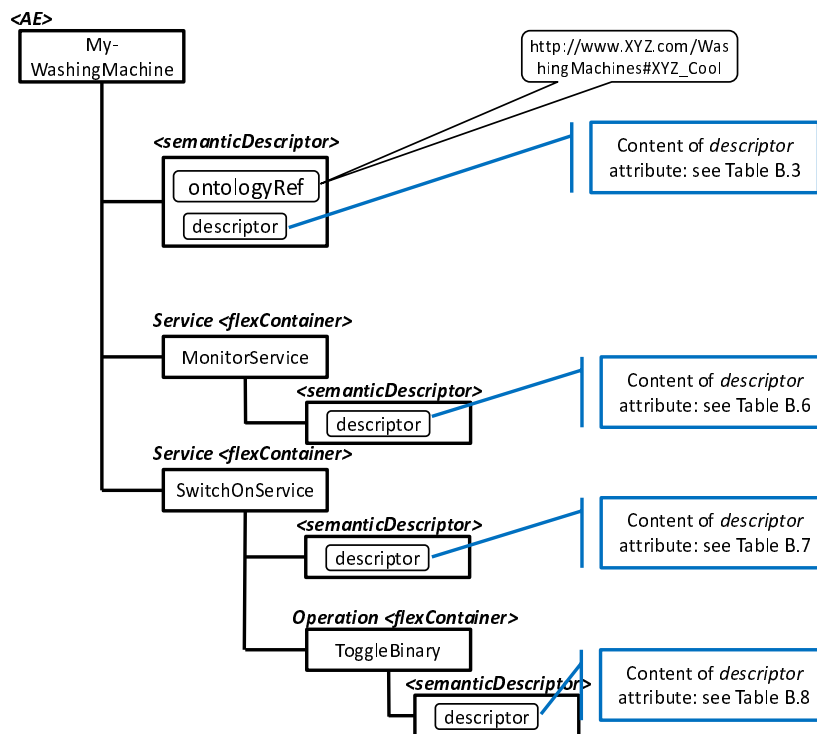 <AE>
My-
WashingMachine
http://www.XYZ.com/Was
hingMachines#XYZ_Cool
<semanticDescriptor>
ontologyRef
descriptor
Content of descriptor
attribute: see Table B.3
Service <flexContainer>
MonitorService
<semanticDescriptor>
descriptor
Content of descriptor
attribute: see Table B.6
Service <flexContainer>
SwitchOnService
<semanticDescriptor>
descriptor
Content of descriptor
attribute: see Table B.7
Operation <flexContainer>
ToggleBinary
<semanticDescriptor>
descriptor
Content of descriptor
attribute: see Table B.8